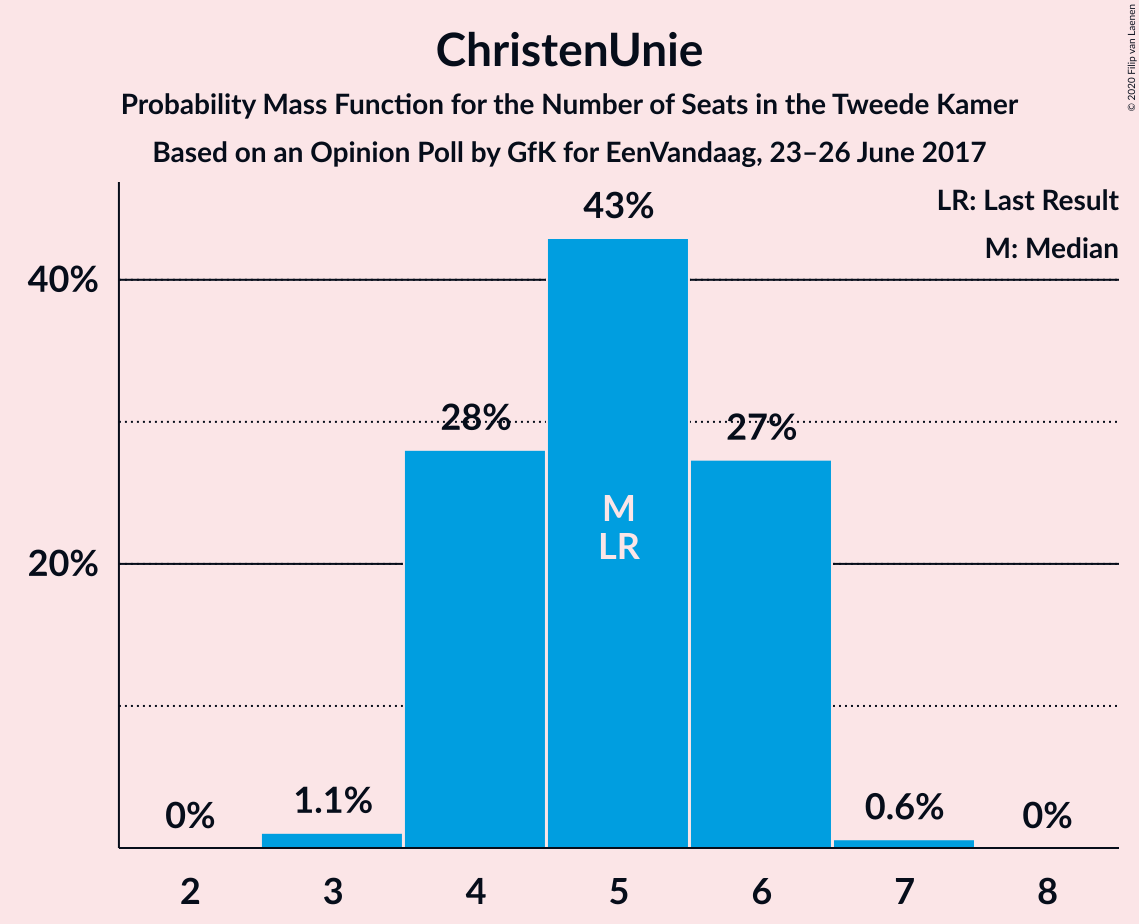 ChristenUnie
Probability Mass Function for the Number of Seats in the Tweede Kamer
Based on an Opinion Poll by GfK for EenVandaag, 23–26 June 2017
© 2020 Filip van Laenen
LR: Last Result
M: Median
43%
40%
28%
27%
M
LR
20%
0%
1.1%
0.6%
0%
2 3 4 5 6 7 8